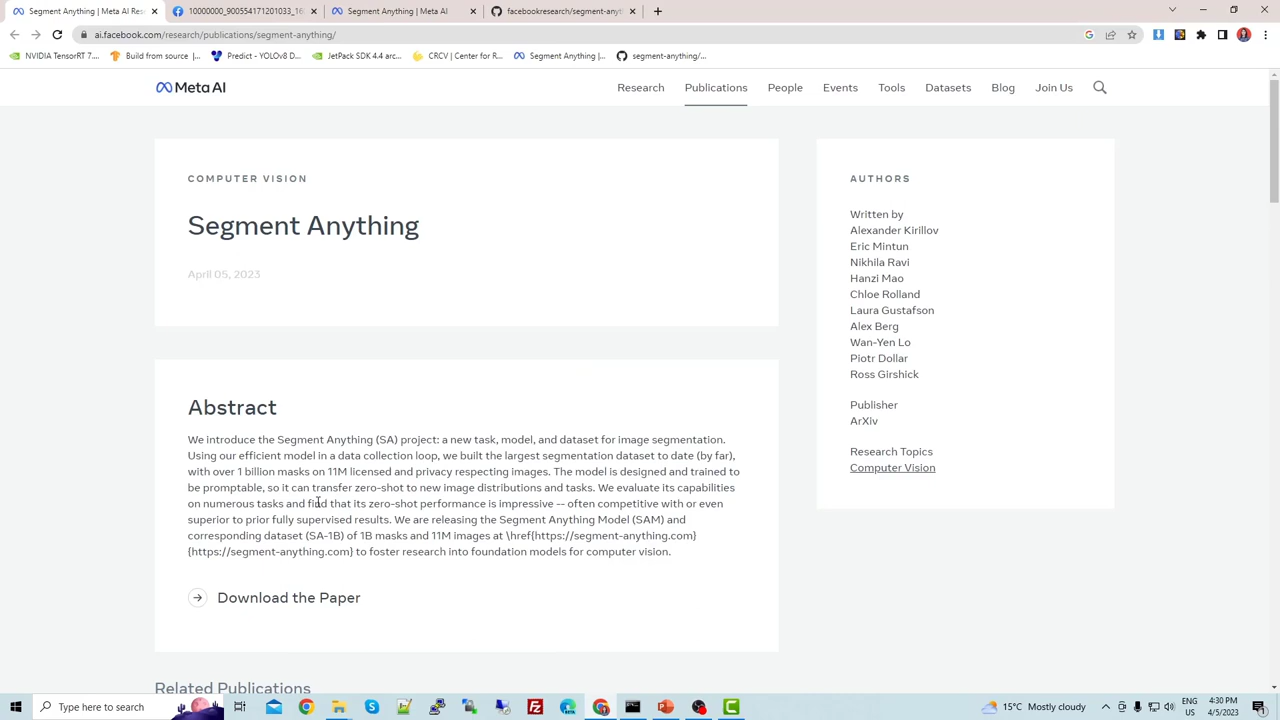 Segment Anything | Meta AI Res
10000000_900554171201033_16
Segment Anything | Meta AI
facebookresearch/segment-anyt
ai.facebook.com/research/publications/segment-anything/
NVIDIA TensorRT 7....
Build from source |...
Predict - YOLOv8 D...
JetPack SDK 4.4 arc...
CRCV | Center for R...
Segment Anything |...
segment-anything/...
Meta AI
Research
Publications
People
Events
Tools
Datasets
Blog
Join Us
COMPUTER VISION
Segment Anything
April 05, 2023
Abstract
We introduce the Segment Anything (SA) project: a new task, model, and dataset for image segmentation.
Using our efficient model in a data collection loop, we built the largest segmentation dataset to date (by far),
with over 1 billion masks on 11M licensed and privacy respecting images. The model is designed and trained to
be promptable, so it can transfer zero-shot to new image distributions and tasks. We evaluate its capabilities
on numerous tasks and find that its zero-shot performance is impressive -- often competitive with or even
superior to prior fully supervised results. We are releasing the Segment Anything Model (SAM) and
corresponding dataset (SA-1B) of 1B masks and 11M images at \href{https://segment-anything.com}
{https://segment-anything.com} to foster research into foundation models for computer vision.
Download the Paper
Related Publications
AUTHORS
Written by
Alexander Kirillov
Eric Mintun
Nikhila Ravi
Hanzi Mao
Chloe Rolland
Laura Gustafson
Alex Berg
Wan-Yen Lo
Piotr Dollar
Ross Girshick
Publisher
ArXiv
Research Topics
Computer Vision
Type here to search
15°C Mostly cloudy
ENG
US
4:30 PM
4/5/2023